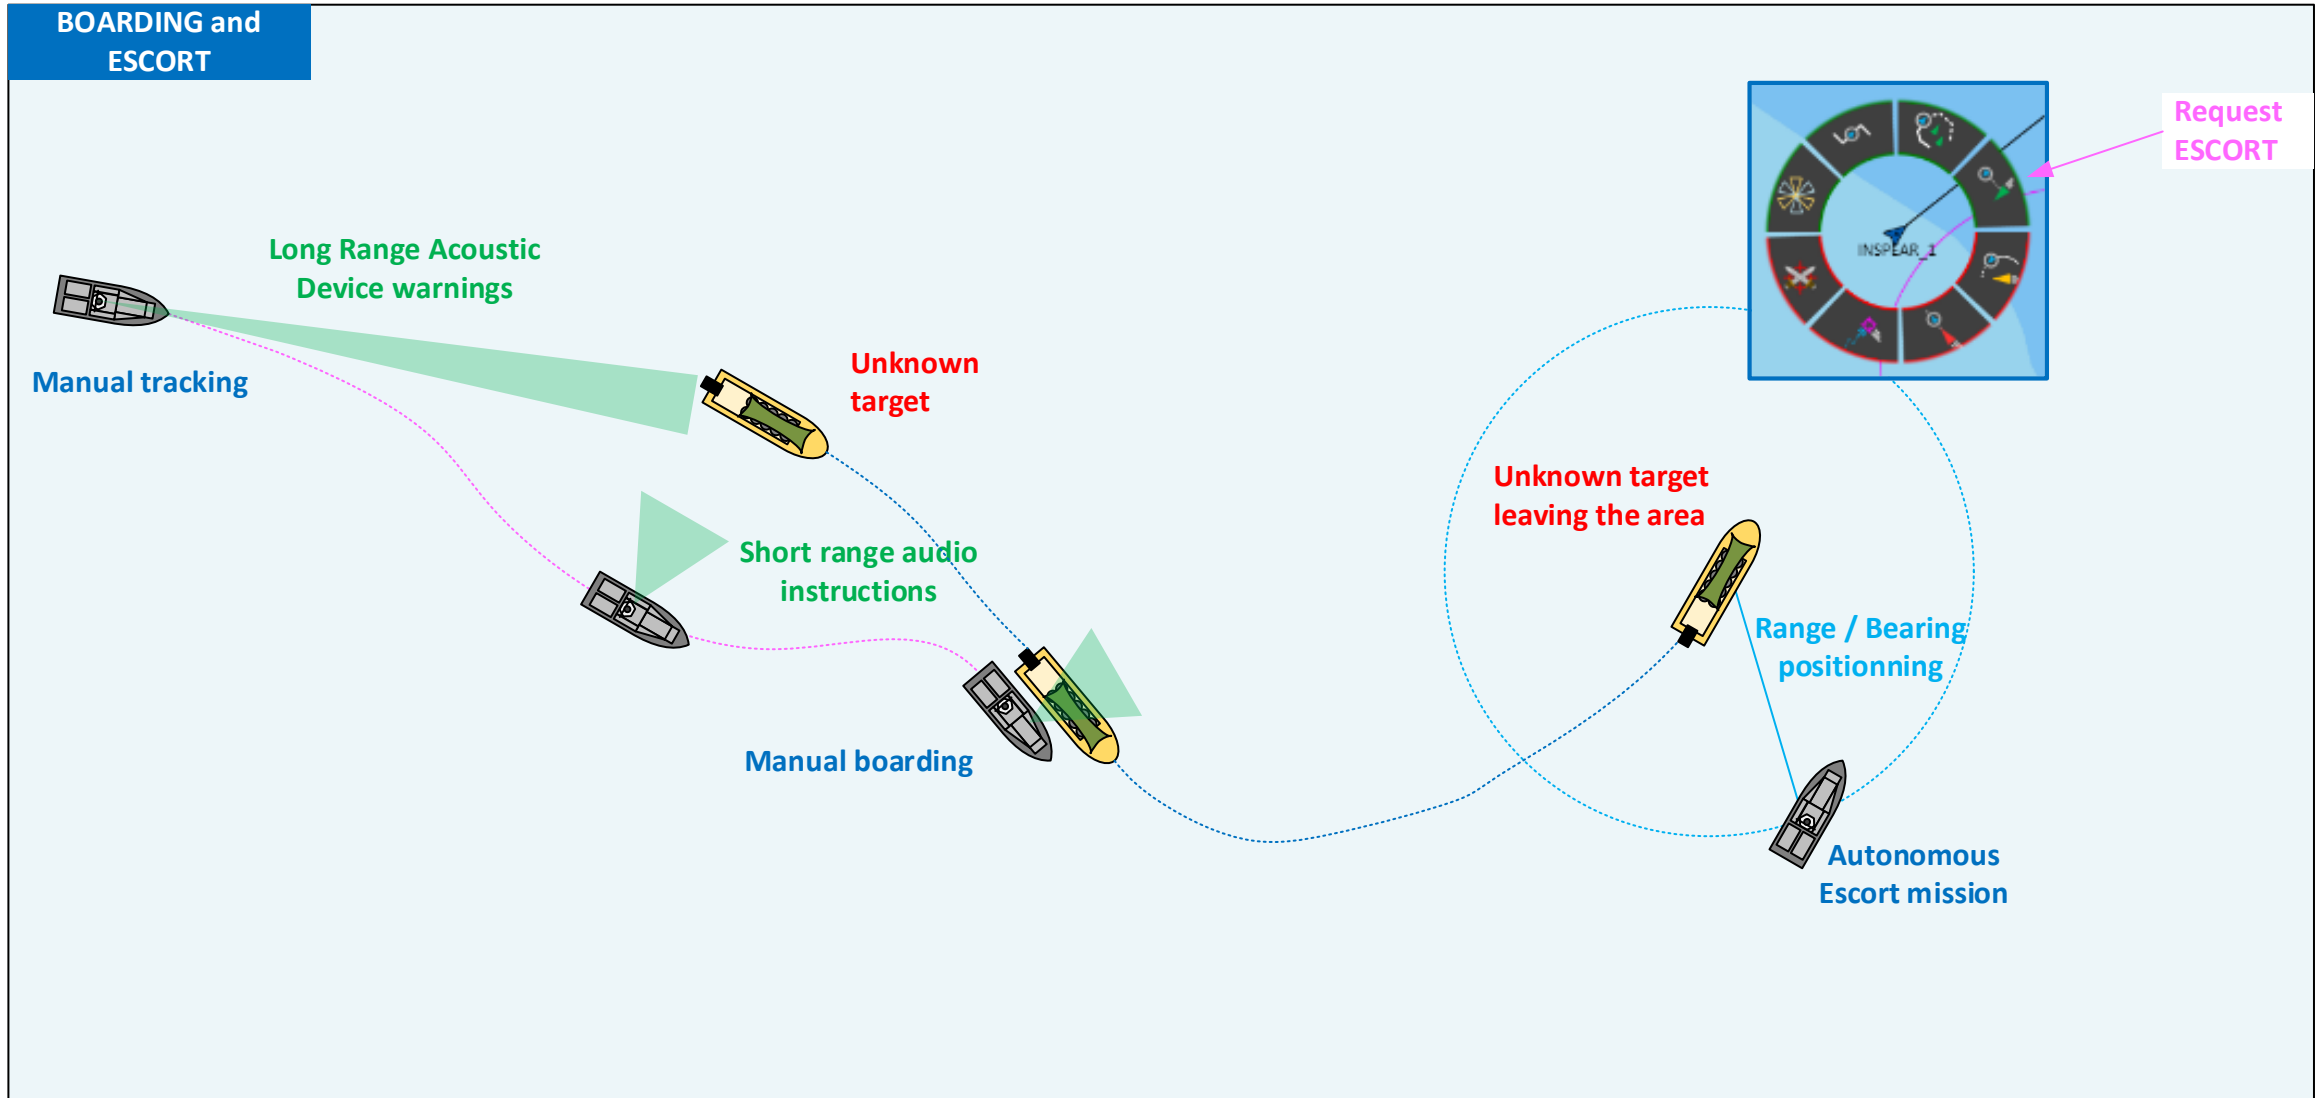 BOARDING and
ESCORT
Request
ESCORT
INSPEAR_1
Long Range Acoustic
Device warnings
Manual tracking
Unknown
target
Unknown target
leaving the area
Short range audio
instructions
Range / Bearing
positionning
Manual boarding
Autonomous
Escort mission